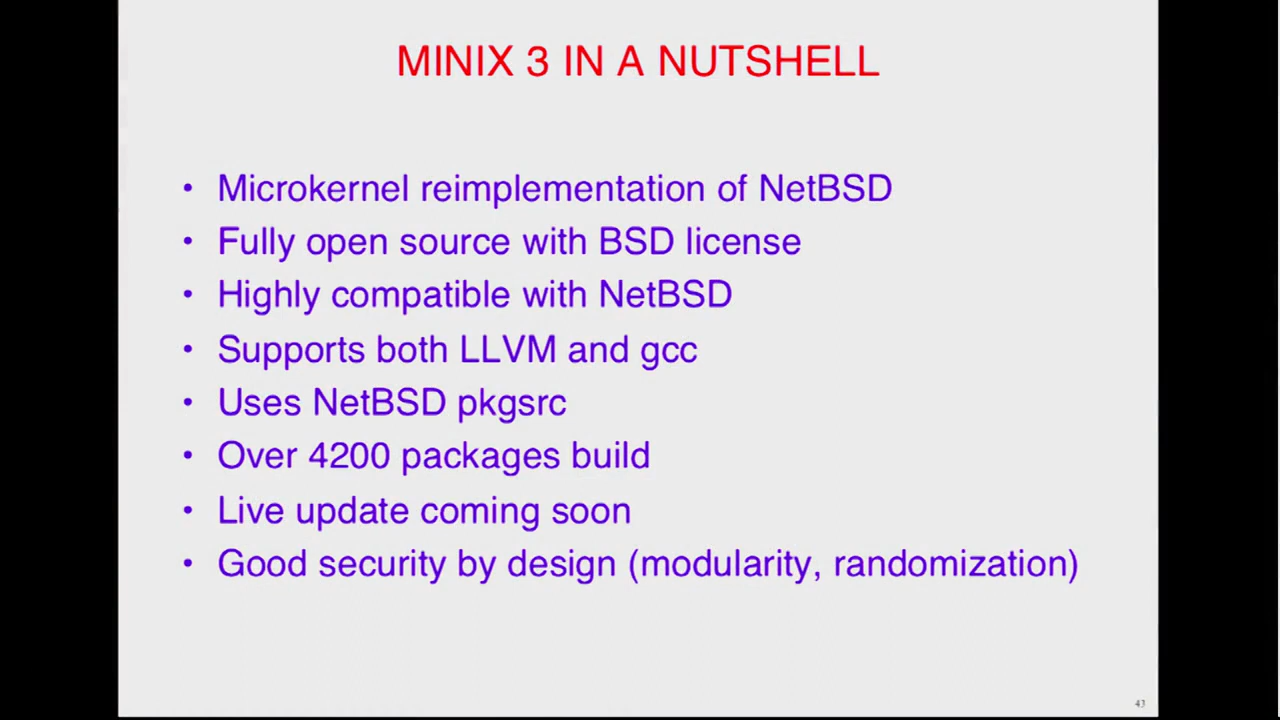 MINIX 3 IN A NUTSHELL
• Microkernel reimplementation of NetBSD
• Fully open source with BSD license
• Highly compatible with NetBSD
• Supports both LLVM and gcc
• Uses NetBSD pkgsrc
• Over 4200 packages build
• Live update coming soon
• Good security by design (modularity, randomization)
43